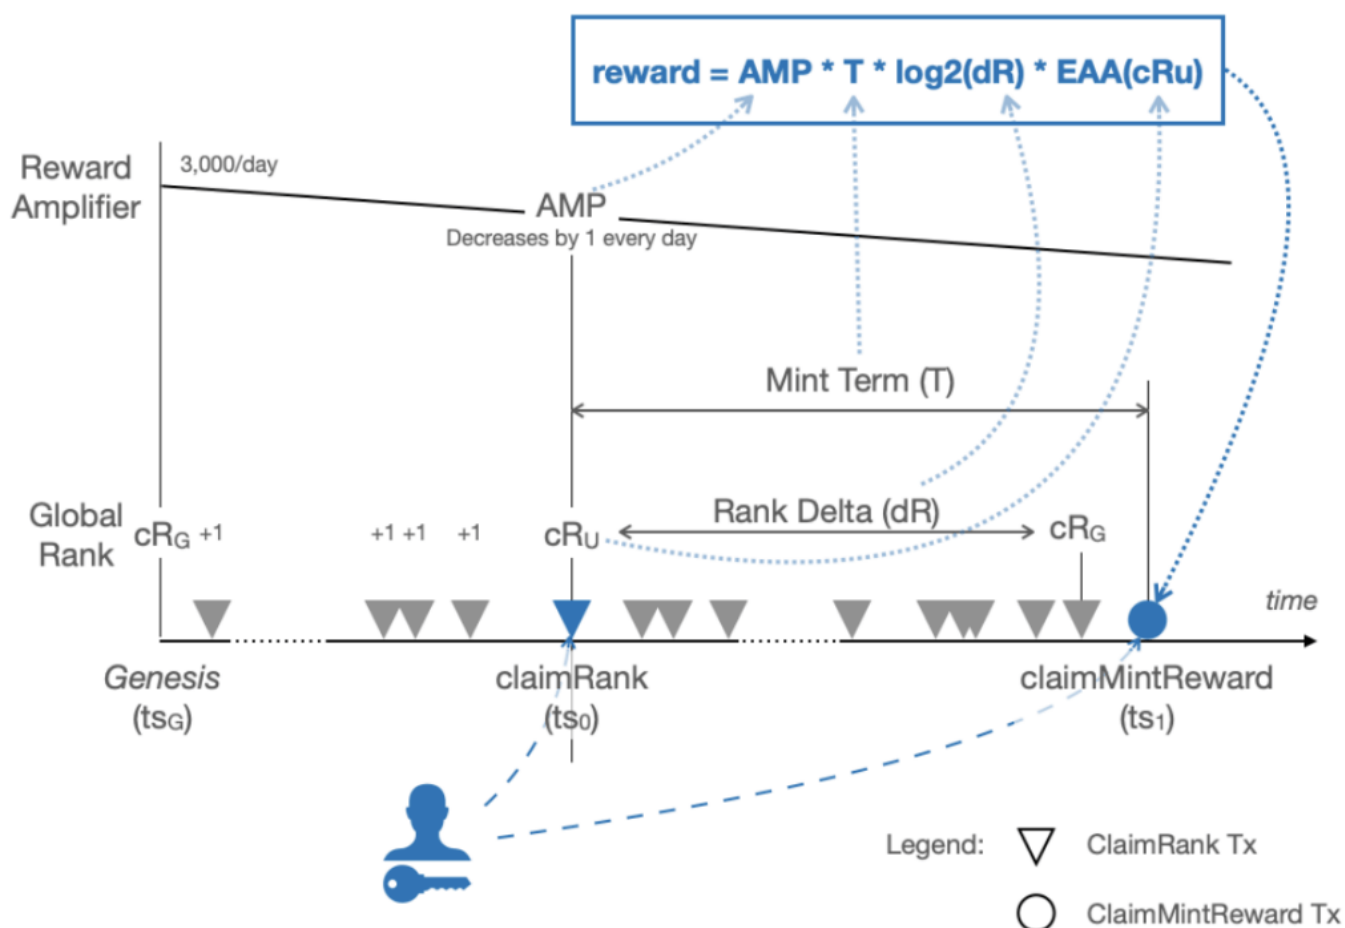 reward = AMP * T * log2(dR) * EAA(cRu)
Reward
Amplifier
3,000/day
AMP
Decreases by 1 every day
Mint Term (T)
Global
Rank
cRG +1
+1 +1
+1
cRU
Rank Delta (dR)
cRG
time
Genesis
(tsG)
claimRank
(ts0)
claimMintReward
(ts1)
Legend:
ClaimRank Tx
ClaimMintReward Tx